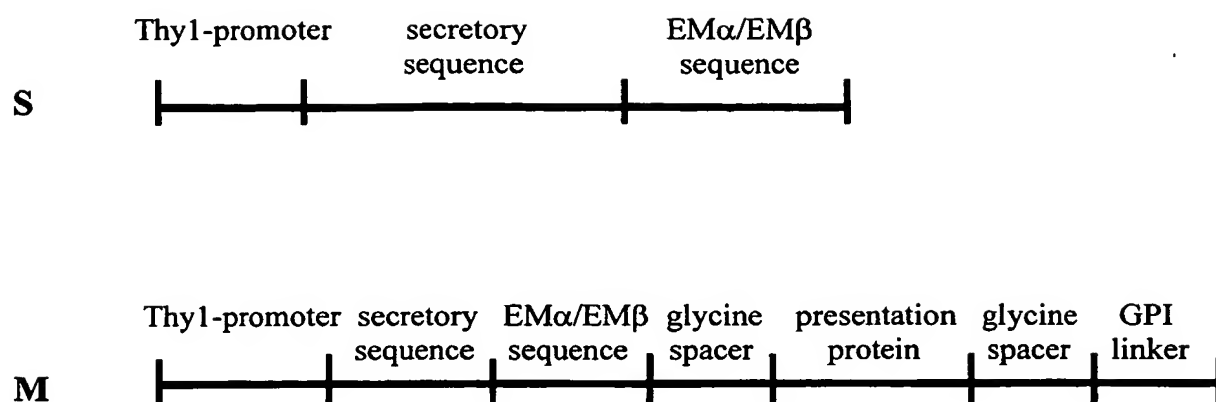 Thy1-promoter secretory EMα/EMβ
sequence sequence
S
Thy1-promoter secretory EMα/EMβ glycine presentation glycine GPI
sequence sequence spacer protein spacer linker
M